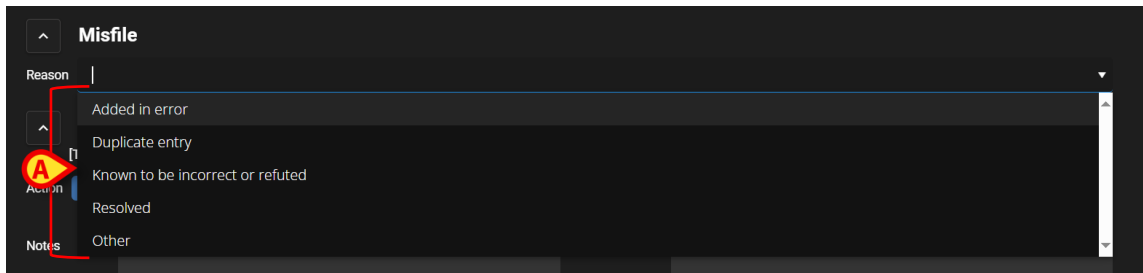 Misfile
Reason
Added in error
Duplicate entry
Known to be incorrect or refuted
A
Action
Resolved
Notes
Other